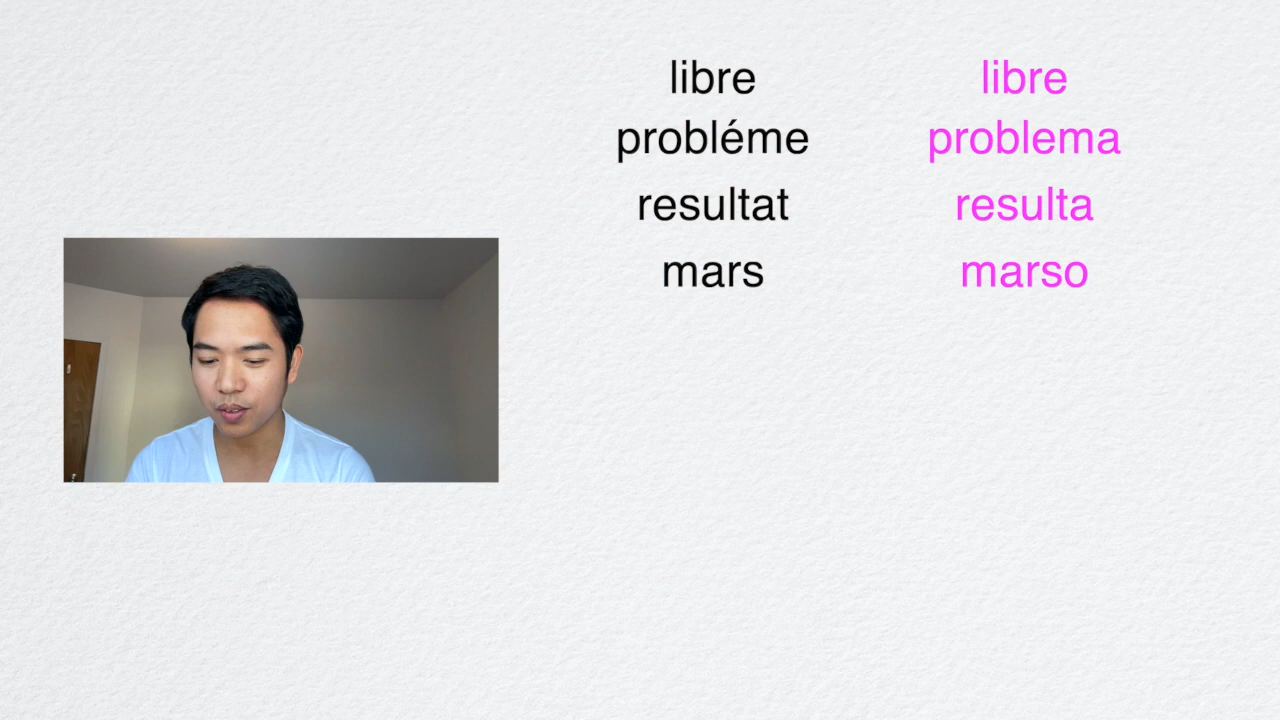 libre libre
probléme problema
resultat resulta
mars marso